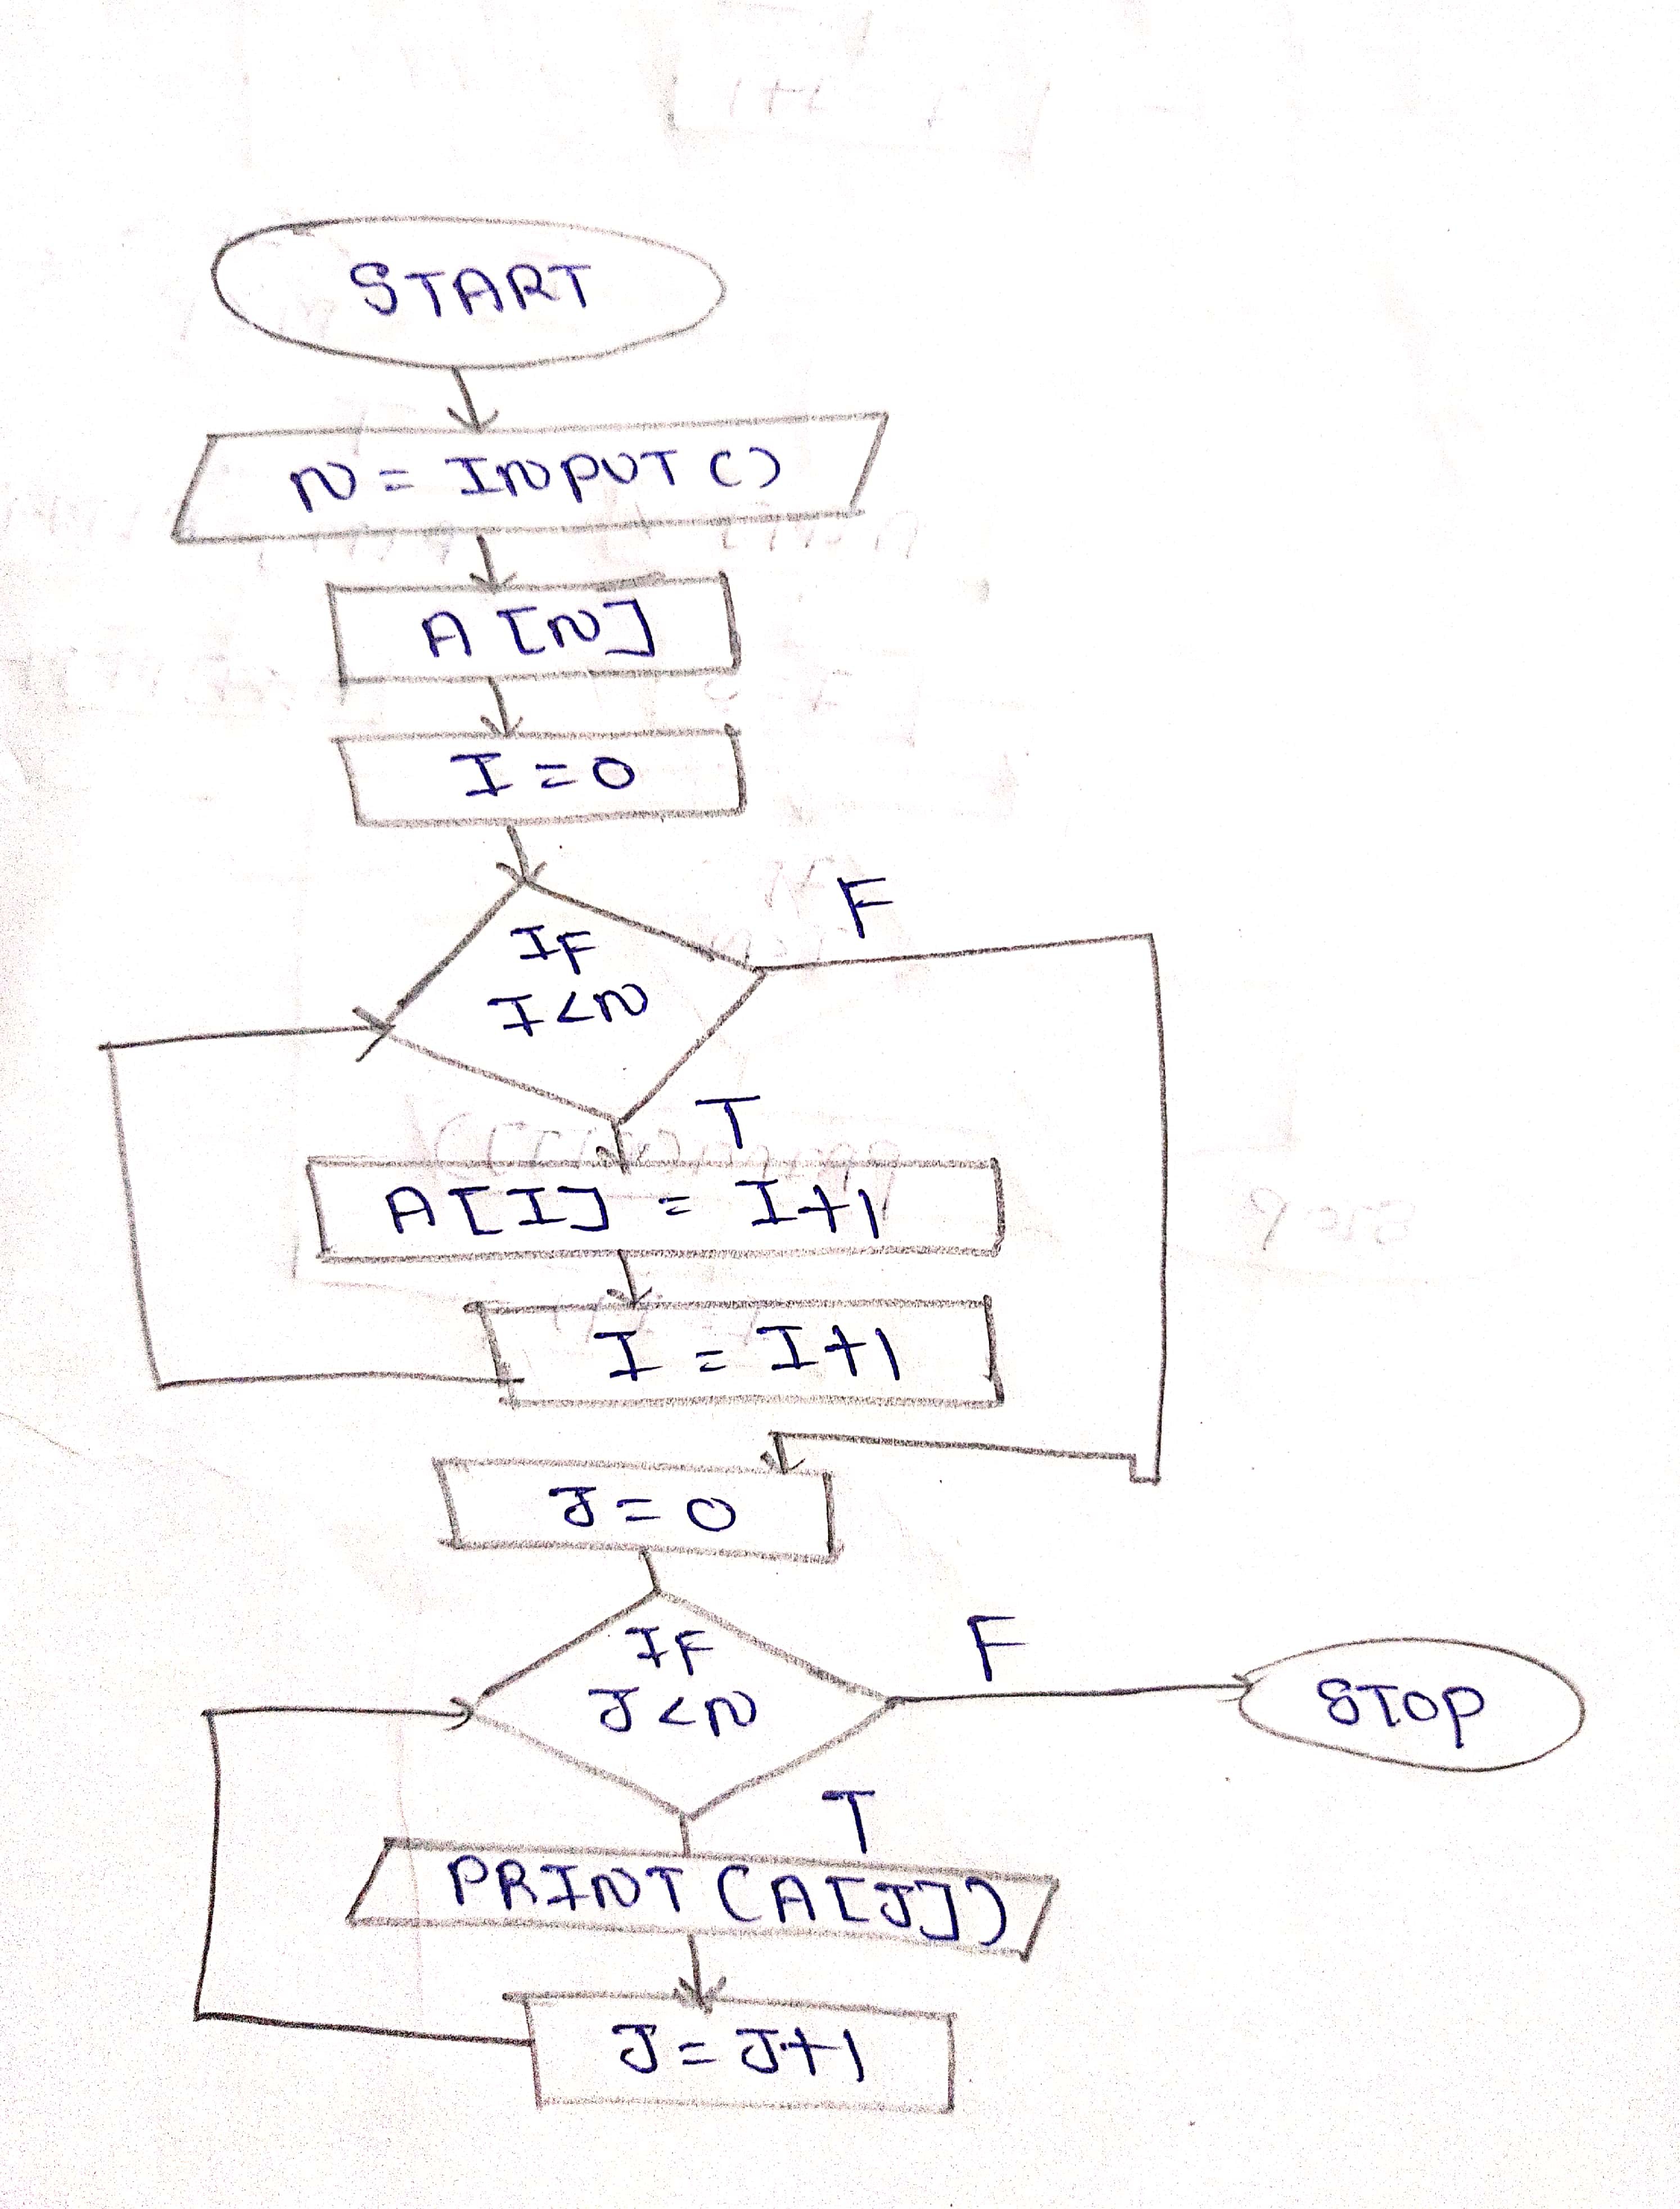 START
N = INPUT ()
A [N]
I = 0
F
IF
I < N
T
A [I] = I+1
I = I+1
J = 0
IF
J < N
F
STOP
T
PRINT (A[J])
J = J+1